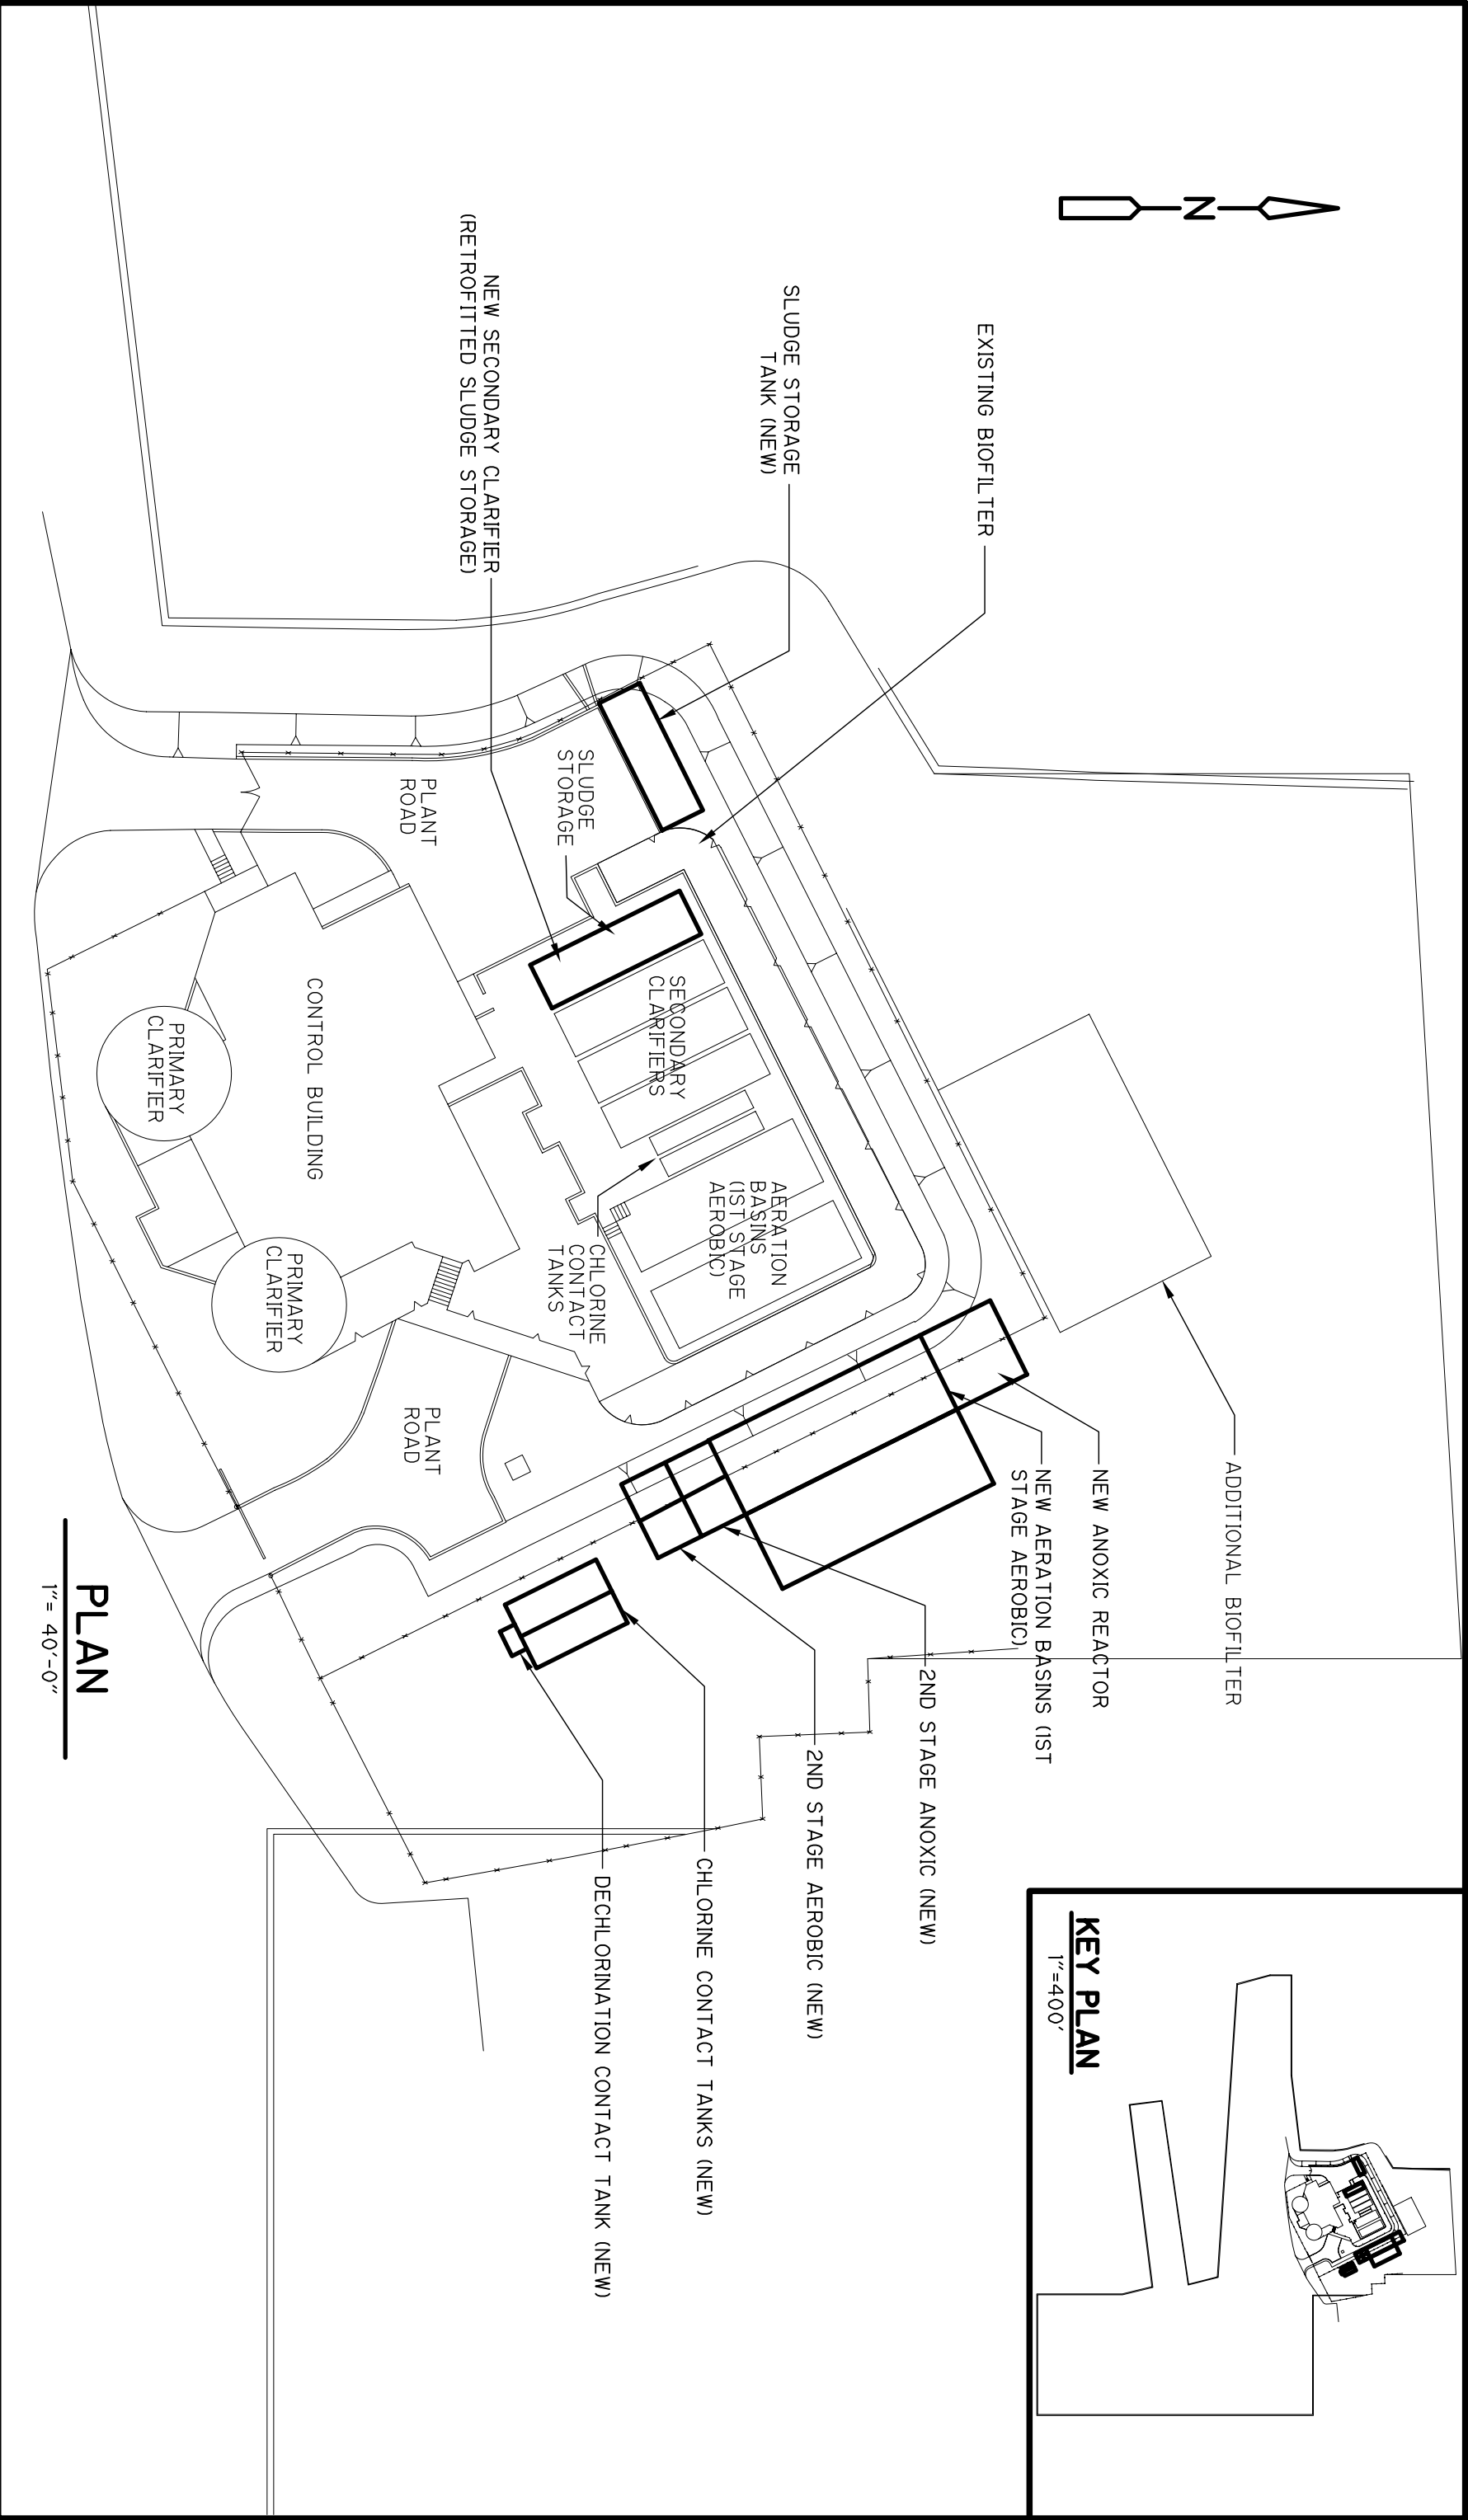 N
KEY PLAN
1"=400'
ADDITIONAL BIOFILTER
NEW ANOXIC REACTOR
NEW AERATION BASINS (1ST
STAGE AEROBIC)
EXISTING BIOFILTER
2ND STAGE ANOXIC (NEW)
2ND STAGE AEROBIC (NEW)
SLUDGE STORAGE
TANK (NEW)
AERATION
BASINS
(1ST STAGE
AEROBIC)
CHLORINE CONTACT TANKS (NEW)
SECONDARY
CLARIFIERS
DECHLORINATION CONTACT TANK (NEW)
CHLORINE
CONTACT
TANKS
SLUDGE
STORAGE
NEW SECONDARY CLARIFIER
(RETROFITTED SLUDGE STORAGE)
PLANT
ROAD
PLANT
ROAD
CONTROL BUILDING
PRIMARY
CLARIFIER
PRIMARY
CLARIFIER
PLAN
1"= 40'-0"